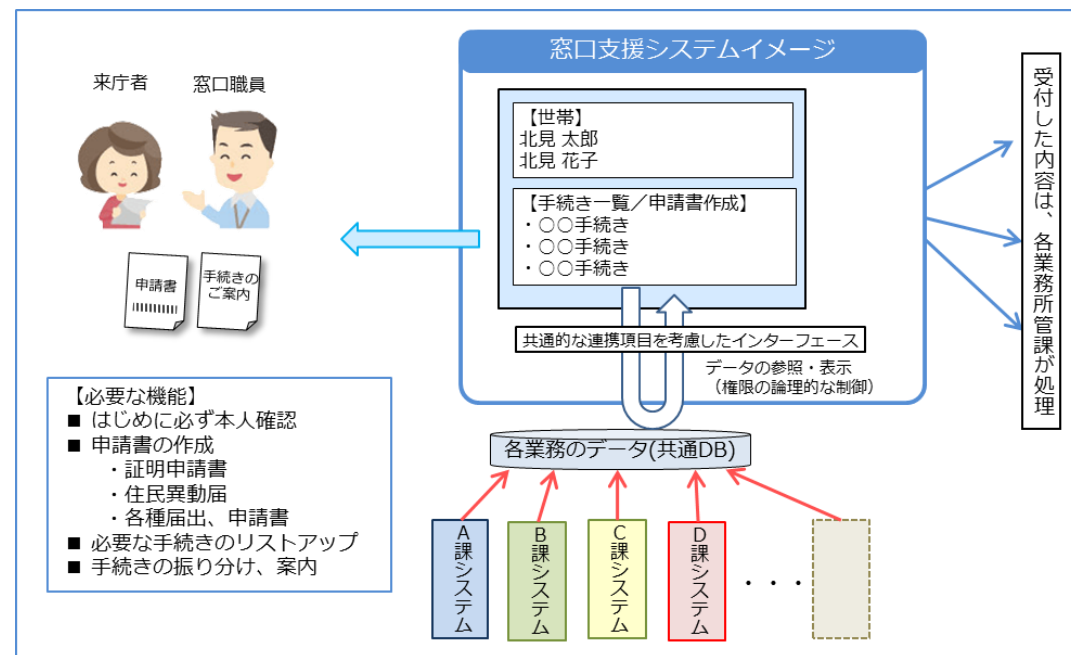 窓口支援システムイメージ
来庁者
窓口職員
【世帯】
北見 太郎
北見 花子
【手続き一覧／申請書作成】
・○○手続き
・○○手続き
・○○手続き
申請書
手続きの
ご案内
共通的な連携項目を考慮したインターフェース
データの参照・表示
（権限の論理的な制御）
受付した内容は、各業務所管課が処理
【必要な機能】
■ はじめに必ず本人確認
■ 申請書の作成
・証明申請書
・住民異動届
・各種届出、申請書
■ 必要な手続きのリストアップ
■ 手続きの振り分け、案内
各業務のデータ(共通DB)
A課システム
B課システム
C課システム
D課システム
・・・